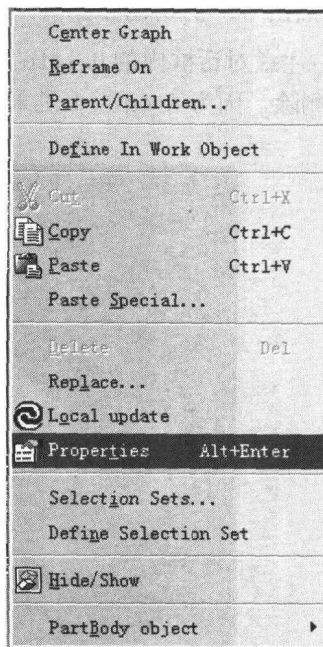 Center Graph
Reframe On
Parent/Children...
Define In Work Object
Cut Ctrl+X
Copy Ctrl+C
Paste Ctrl+V
Paste Special...
Delete Del
Replace...
Local update
Properties Alt+Enter
Selection Sets...
Define Selection Set
Hide/Show
PartBody object